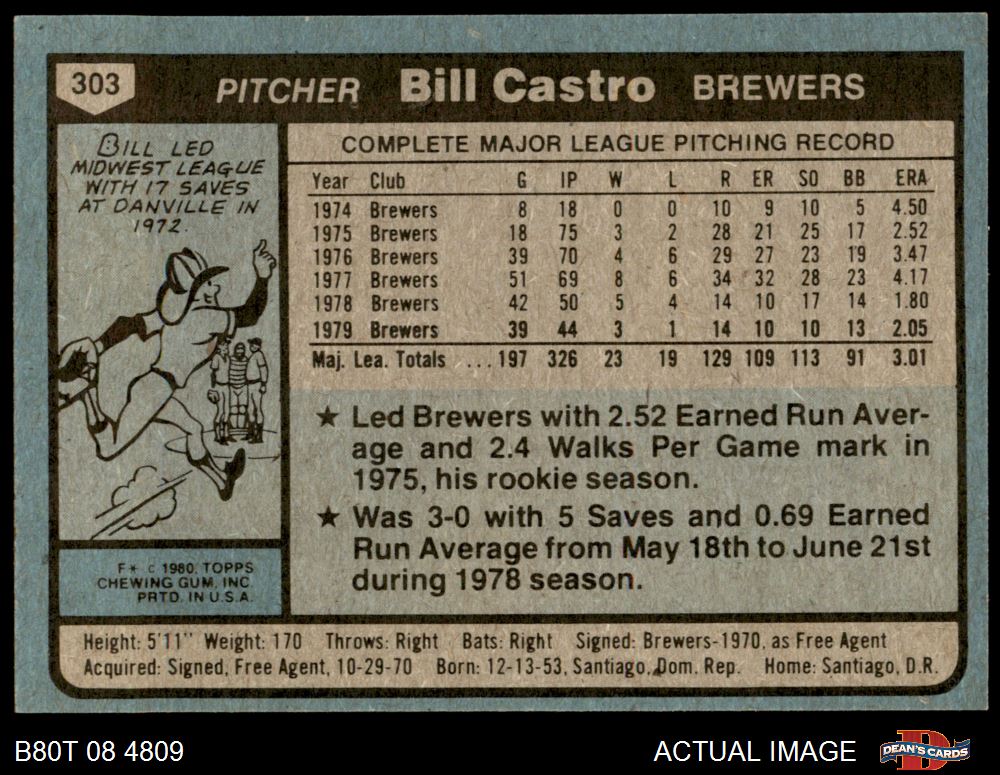 303
PITCHER Bill Castro BREWERS
BILL LED
MIDWEST LEAGUE
WITH 17 SAVES
AT DANVILLE IN
1972.
COMPLETE MAJOR LEAGUE PITCHING RECORD
Year Club G IP W L R ER SO BB ERA
1974 Brewers 8 18 0 0 10 9 10 5 4.50
1975 Brewers 18 75 3 2 28 21 25 17 2.52
1976 Brewers 39 70 4 6 29 27 23 19 3.47
1977 Brewers 51 69 8 6 34 32 28 23 4.17
1978 Brewers 42 50 5 4 14 10 17 14 1.80
1979 Brewers 39 44 3 1 14 10 10 13 2.05
Maj. Lea. Totals ... 197 326 23 19 129 109 113 91 3.01
★ Led Brewers with 2.52 Earned Run Aver-
age and 2.4 Walks Per Game mark in
1975, his rookie season.
★ Was 3-0 with 5 Saves and 0.69 Earned
Run Average from May 18th to June 21st
during 1978 season.
F* © 1980. TOPPS
CHEWING GUM, INC
PRTD. IN U.S.A.
Height: 5'11" Weight: 170 Throws: Right Bats: Right Signed: Brewers-1970, as Free Agent
Acquired: Signed, Free Agent, 10-29-70 Born: 12-13-53, Santiago, Dom. Rep. Home: Santiago, D.R.
B80T 08 4809
ACTUAL IMAGE
D
DEAN'S CARDS